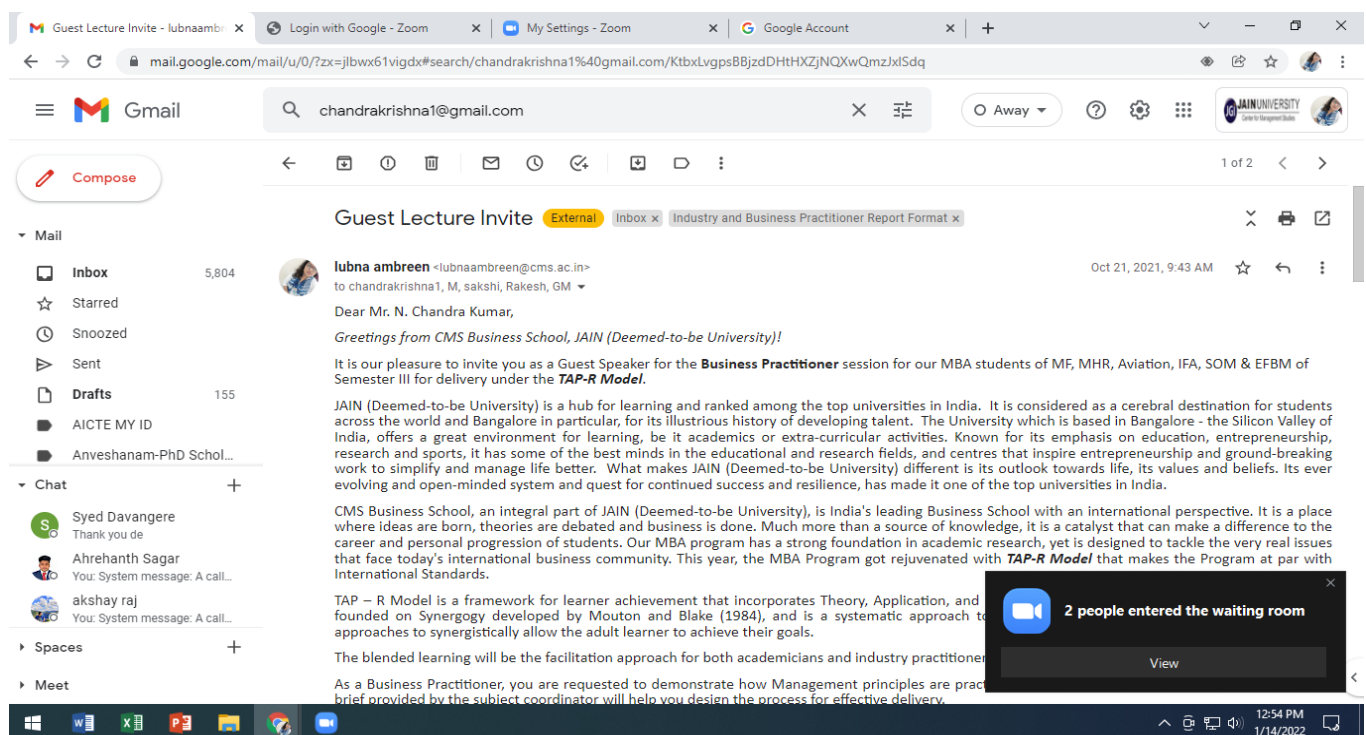 Guest Lecture Invite - lubnaambr
Login with Google - Zoom
My Settings - Zoom
Google Account
mail.google.com/mail/u/0/?zx=jlbwx61vigdx#search/chandrakrishna1%40gmail.com/KtbxLvgpsBBjzdDHtHXZjNQXwQmzJxlSdq
Gmail
chandrakrishna1@gmail.com
Away
JAIN UNIVERSITY
Center for Management Studies
Compose
1 of 2
Guest Lecture Invite External Inbox x Industry and Business Practitioner Report Format x
Mail
Inbox 5,804
Starred
Snoozed
Sent
Drafts 155
AICTE MY ID
Anveshanam-PhD Schol...
Chat
Syed Davangere
Thank you de
Ahrehanth Sagar
You: System message: A call...
akshay raj
You: System message: A call...
Spaces
Meet
lubna ambreen <lubnaambreen@cms.ac.in> Oct 21, 2021, 9:43 AM
to chandrakrishna1, M, sakshi, Rakesh, GM
Dear Mr. N. Chandra Kumar,
Greetings from CMS Business School, JAIN (Deemed-to-be University)!
It is our pleasure to invite you as a Guest Speaker for the Business Practitioner session for our MBA students of MF, MHR, Aviation, IFA, SOM & EFBM of
Semester III for delivery under the TAP-R Model.
JAIN (Deemed-to-be University) is a hub for learning and ranked among the top universities in India. It is considered as a cerebral destination for students
across the world and Bangalore in particular, for its illustrious history of developing talent. The University which is based in Bangalore - the Silicon Valley of
India, offers a great environment for learning, be it academics or extra-curricular activities. Known for its emphasis on education, entrepreneurship,
research and sports, it has some of the best minds in the educational and research fields, and centres that inspire entrepreneurship and ground-breaking
work to simplify and manage life better. What makes JAIN (Deemed-to-be University) different is its outlook towards life, its values and beliefs. Its ever
evolving and open-minded system and quest for continued success and resilience, has made it one of the top universities in India.
CMS Business School, an integral part of JAIN (Deemed-to-be University), is India's leading Business School with an international perspective. It is a place
where ideas are born, theories are debated and business is done. Much more than a source of knowledge, it is a catalyst that can make a difference to the
career and personal progression of students. Our MBA program has a strong foundation in academic research, yet is designed to tackle the very real issues
that face today's international business community. This year, the MBA Program got rejuvenated with TAP-R Model that makes the Program at par with
International Standards.
TAP – R Model is a framework for learner achievement that incorporates Theory, Application, and
founded on Synergogy developed by Mouton and Blake (1984), and is a systematic approach to
approaches to synergistically allow the adult learner to achieve their goals.
The blended learning will be the facilitation approach for both academicians and industry practitioner
As a Business Practitioner, you are requested to demonstrate how Management principles are pract
brief provided by the subject coordinator will help you design the process for effective delivery.
2 people entered the waiting room
View
12:54 PM
1/14/2022